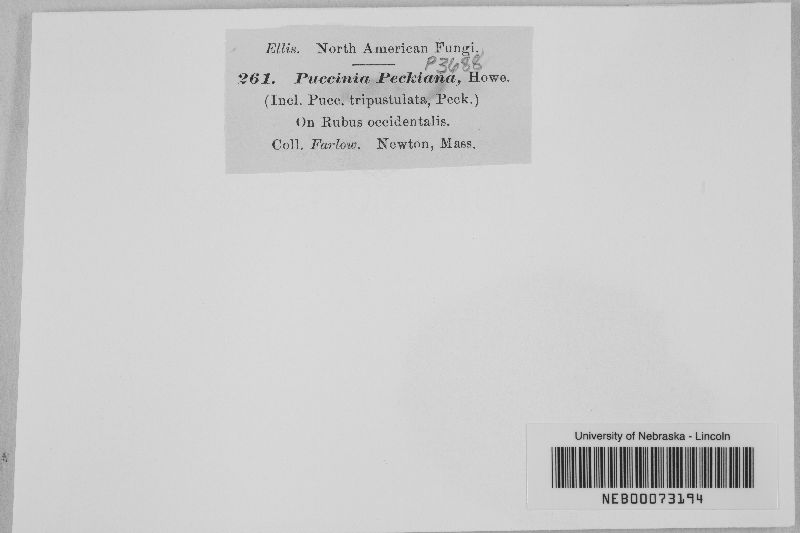 Ellis. North American Fungi.
P3688
261. Puccinia Peckiana, Howe.
(Incl. Pucc. tripustulata, Peck.)
On Rubus occidentalis.
Coll. Farlow. Newton, Mass.
University of Nebraska - Lincoln
NEB00073194